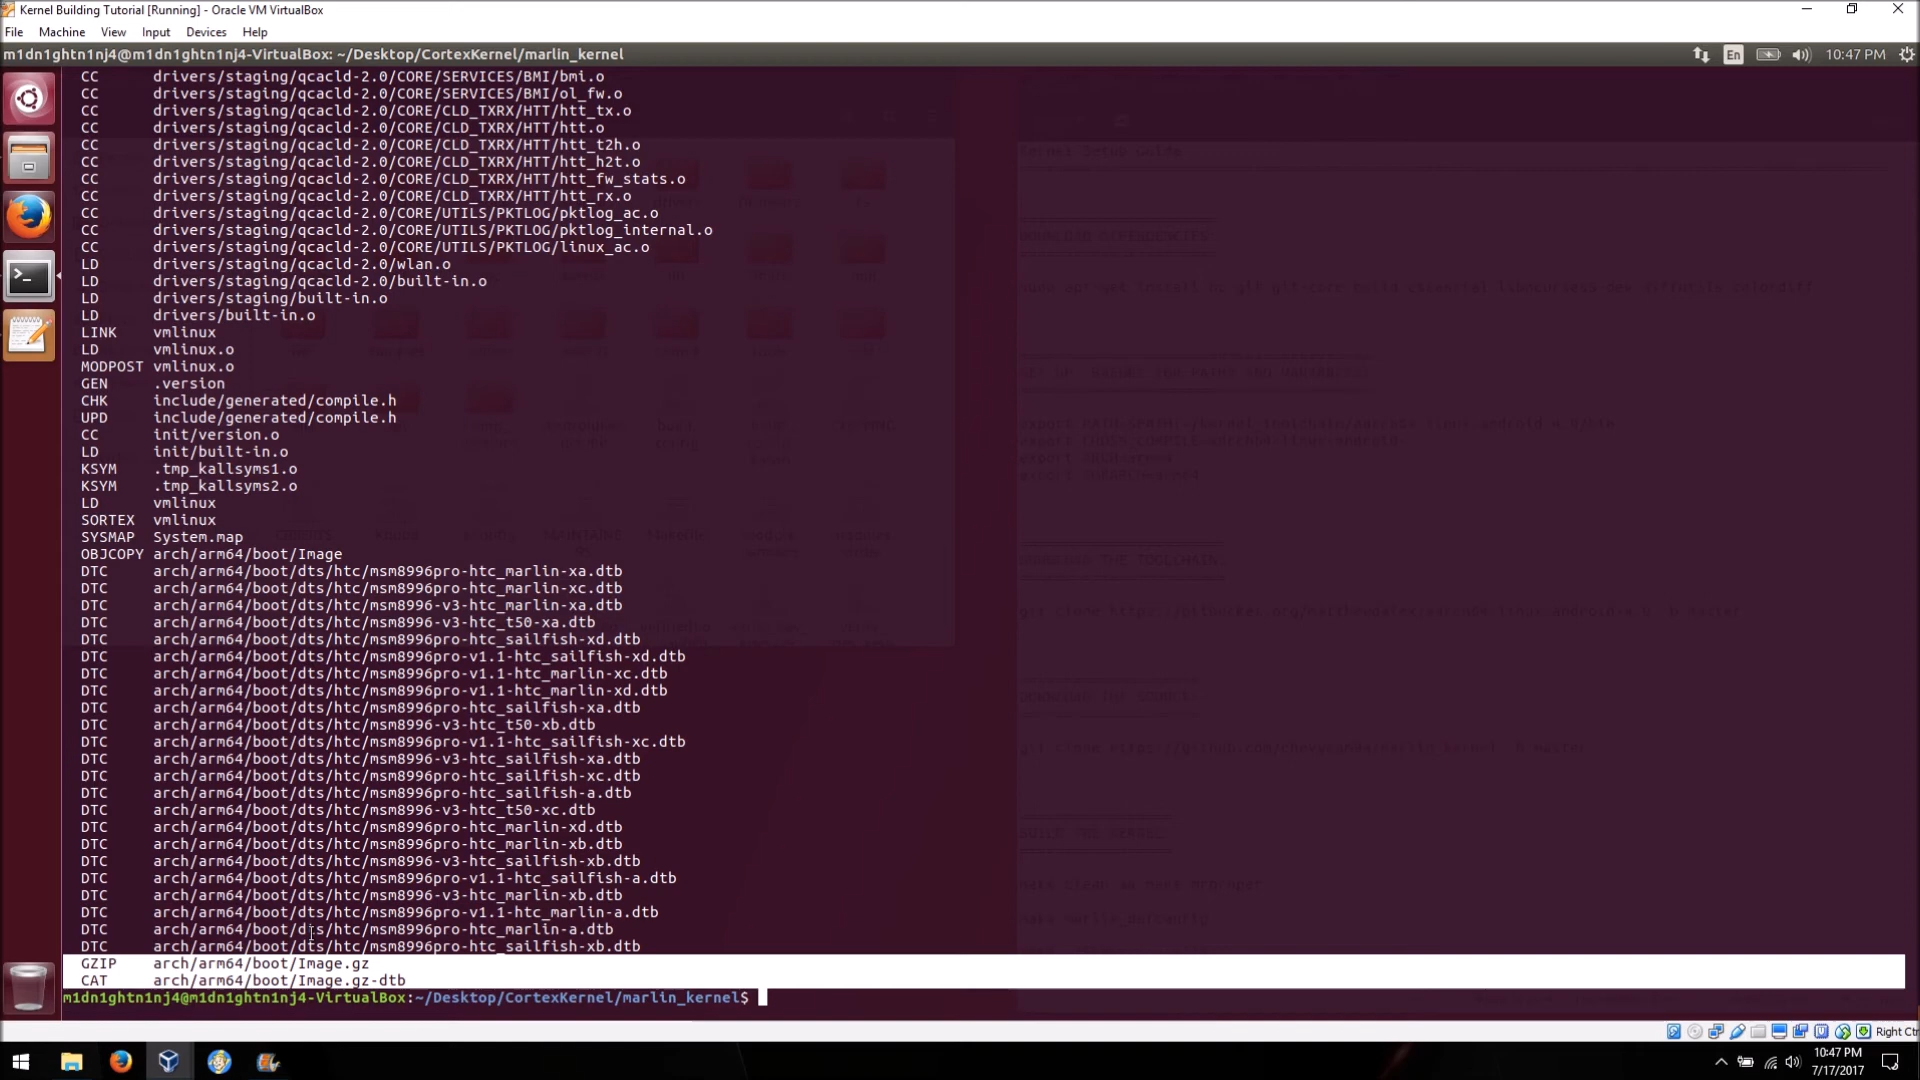 Kernel Building Tutorial [Running] - Oracle VM VirtualBox
File Machine View Input Devices Help
m1dn1ghtn1nj4@m1dn1ghtn1nj4-VirtualBox: ~/Desktop/CortexKernel/marlin_kernel En 10:47 PM
CC drivers/staging/qcacld-2.0/CORE/SERVICES/BMI/bmi.o
CC drivers/staging/qcacld-2.0/CORE/SERVICES/BMI/ol_fw.o
CC drivers/staging/qcacld-2.0/CORE/CLD_TXRX/HTT/htt_tx.o
CC drivers/staging/qcacld-2.0/CORE/CLD_TXRX/HTT/htt.o
CC drivers/staging/qcacld-2.0/CORE/CLD_TXRX/HTT/htt_t2h.o
CC drivers/staging/qcacld-2.0/CORE/CLD_TXRX/HTT/htt_h2t.o
CC drivers/staging/qcacld-2.0/CORE/CLD_TXRX/HTT/htt_fw_stats.o
CC drivers/staging/qcacld-2.0/CORE/CLD_TXRX/HTT/htt_rx.o
CC drivers/staging/qcacld-2.0/CORE/UTILS/PKTLOG/pktlog_ac.o
CC drivers/staging/qcacld-2.0/CORE/UTILS/PKTLOG/pktlog_internal.o
CC drivers/staging/qcacld-2.0/CORE/UTILS/PKTLOG/linux_ac.o
LD drivers/staging/qcacld-2.0/wlan.o
LD drivers/staging/qcacld-2.0/built-in.o
LD drivers/staging/built-in.o
LD drivers/built-in.o
LINK vmlinux
LD vmlinux.o
MODPOST vmlinux.o
GEN .version
CHK include/generated/compile.h
UPD include/generated/compile.h
CC init/version.o
LD init/built-in.o
KSYM .tmp_kallsyms1.o
KSYM .tmp_kallsyms2.o
LD vmlinux
SORTEX vmlinux
SYSMAP System.map
OBJCOPY arch/arm64/boot/Image
DTC arch/arm64/boot/dts/htc/msm8996pro-htc_marlin-xa.dtb
DTC arch/arm64/boot/dts/htc/msm8996pro-htc_marlin-xc.dtb
DTC arch/arm64/boot/dts/htc/msm8996-v3-htc_marlin-xa.dtb
DTC arch/arm64/boot/dts/htc/msm8996-v3-htc_t50-xa.dtb
DTC arch/arm64/boot/dts/htc/msm8996pro-htc_sailfish-xd.dtb
DTC arch/arm64/boot/dts/htc/msm8996pro-v1.1-htc_sailfish-xd.dtb
DTC arch/arm64/boot/dts/htc/msm8996pro-v1.1-htc_marlin-xc.dtb
DTC arch/arm64/boot/dts/htc/msm8996pro-v1.1-htc_marlin-xd.dtb
DTC arch/arm64/boot/dts/htc/msm8996pro-htc_sailfish-xa.dtb
DTC arch/arm64/boot/dts/htc/msm8996-v3-htc_t50-xb.dtb
DTC arch/arm64/boot/dts/htc/msm8996pro-v1.1-htc_sailfish-xc.dtb
DTC arch/arm64/boot/dts/htc/msm8996-v3-htc_sailfish-xa.dtb
DTC arch/arm64/boot/dts/htc/msm8996pro-htc_sailfish-xc.dtb
DTC arch/arm64/boot/dts/htc/msm8996pro-htc_sailfish-a.dtb
DTC arch/arm64/boot/dts/htc/msm8996-v3-htc_t50-xc.dtb
DTC arch/arm64/boot/dts/htc/msm8996pro-htc_marlin-xd.dtb
DTC arch/arm64/boot/dts/htc/msm8996pro-htc_marlin-xb.dtb
DTC arch/arm64/boot/dts/htc/msm8996-v3-htc_sailfish-xb.dtb
DTC arch/arm64/boot/dts/htc/msm8996pro-v1.1-htc_sailfish-a.dtb
DTC arch/arm64/boot/dts/htc/msm8996-v3-htc_marlin-xb.dtb
DTC arch/arm64/boot/dts/htc/msm8996pro-v1.1-htc_marlin-a.dtb
DTC arch/arm64/boot/dts/htc/msm8996pro-htc_marlin-a.dtb
DTC arch/arm64/boot/dts/htc/msm8996pro-htc_sailfish-xb.dtb
GZIP arch/arm64/boot/Image.gz
CAT arch/arm64/boot/Image.gz-dtb
m1dn1ghtn1nj4@m1dn1ghtn1nj4-VirtualBox:~/Desktop/CortexKernel/marlin_kernel$
Kernel Setup Guide
Right Ctr
10:47 PM
7/17/2017